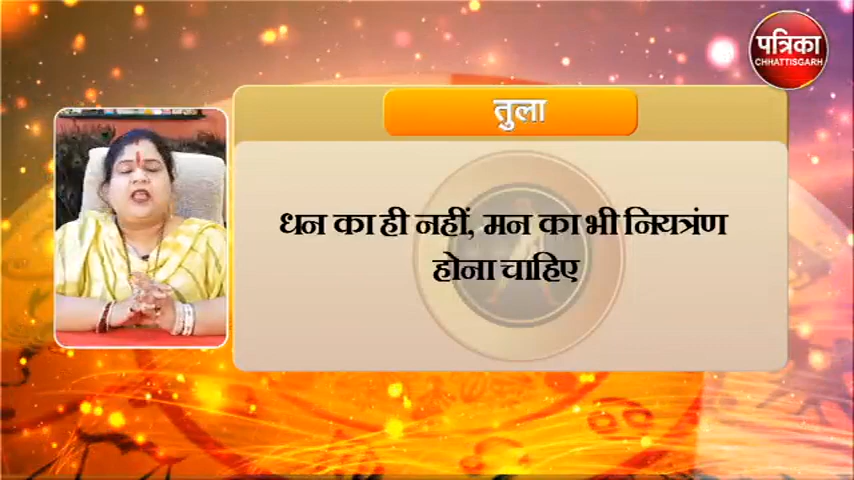 पत्रिका
CHHATTISGARH
तुला
धन का ही नहीं, मन का भी नियत्रंण
होना चाहिए